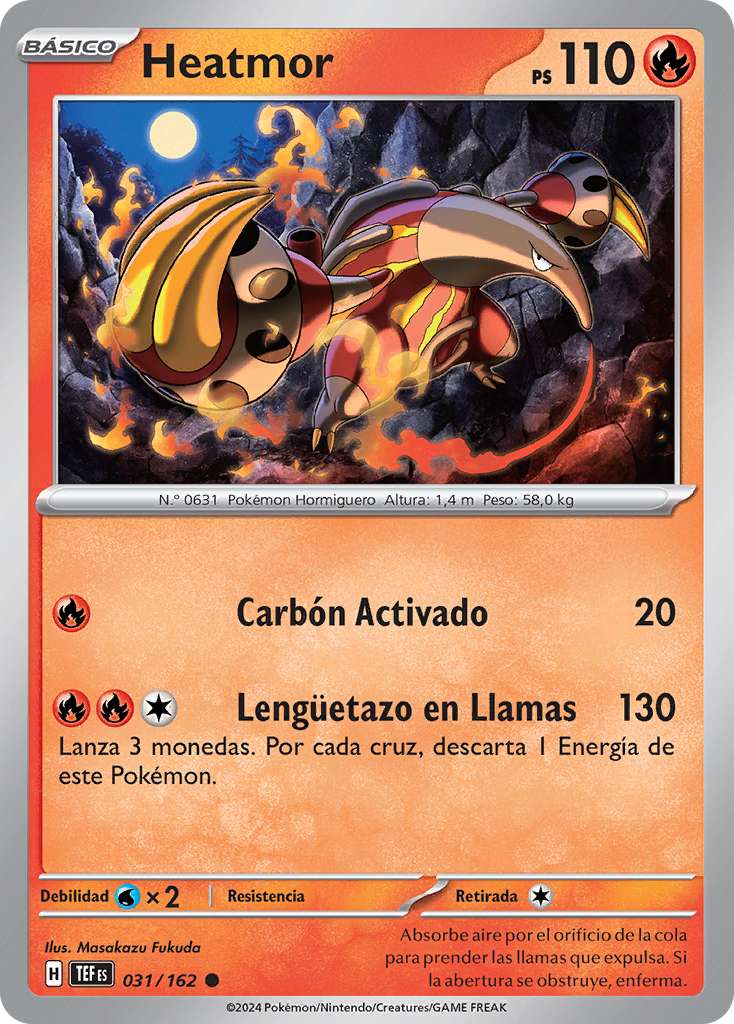 BÁSICO
Heatmor
PS 110
N.º 0631 Pokémon Hormiguero Altura: 1,4 m Peso: 58,0 kg
Carbón Activado 20
Lengüetazo en Llamas 130
Lanza 3 monedas. Por cada cruz, descarta 1 Energía de
este Pokémon.
Debilidad × 2 Resistencia Retirada
Ilus. Masakazu Fukuda
H TEF ES 031/162
Absorbe aire por el orificio de la cola
para prender las llamas que expulsa. Si
la abertura se obstruye, enferma.
©2024 Pokémon/Nintendo/Creatures/GAME FREAK